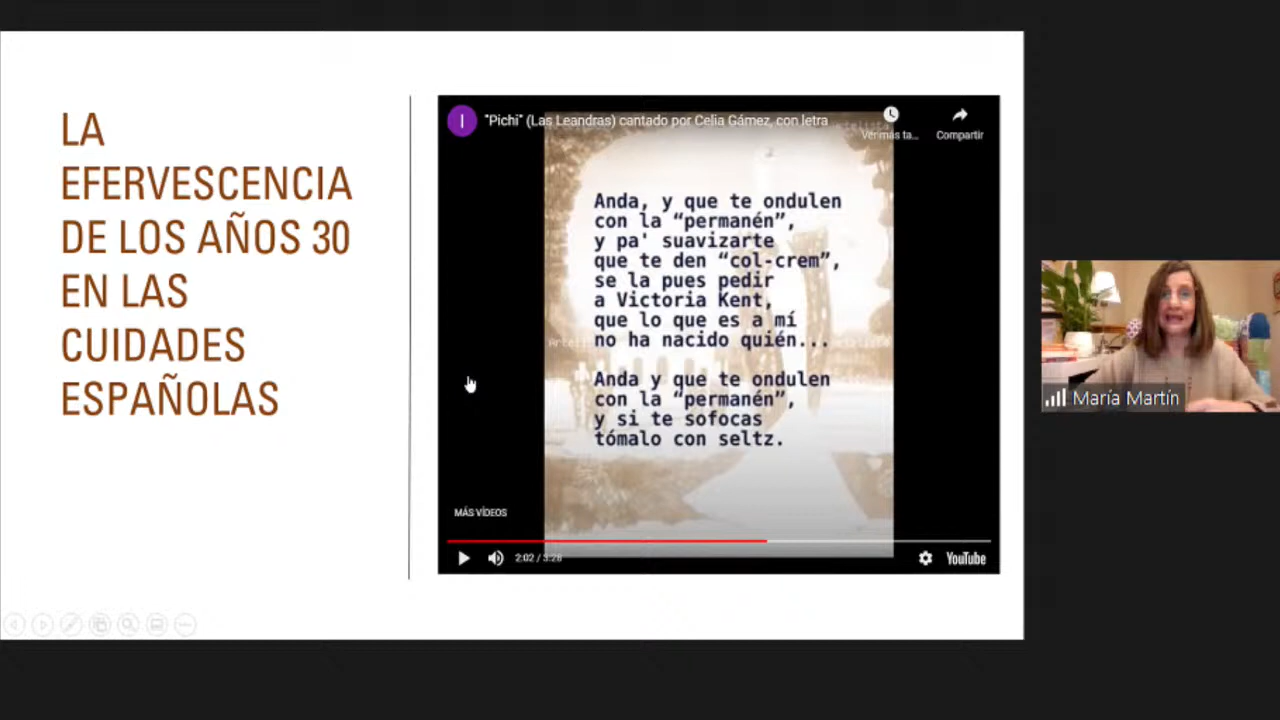 LA
EFERVESCENCIA
DE LOS AÑOS 30
EN LAS
CUIDADES
ESPAÑOLAS
I
"Pichi" (Las Leandras) cantado por Celia Gámez, con letra
Ver más ta...
Compartir
Anda, y que te ondulen
con la “permanén”,
y pa' suavizarte
que te den “col-crem”,
se la pues pedir
a Victoria Kent,
que lo que es a mí
no ha nacido quién...
Anda y que te ondulen
con la “permanén”,
y si te sofocas
tómalo con seltz.
MÁS VÍDEOS
2:02 / 3:28
YouTube
María Martín